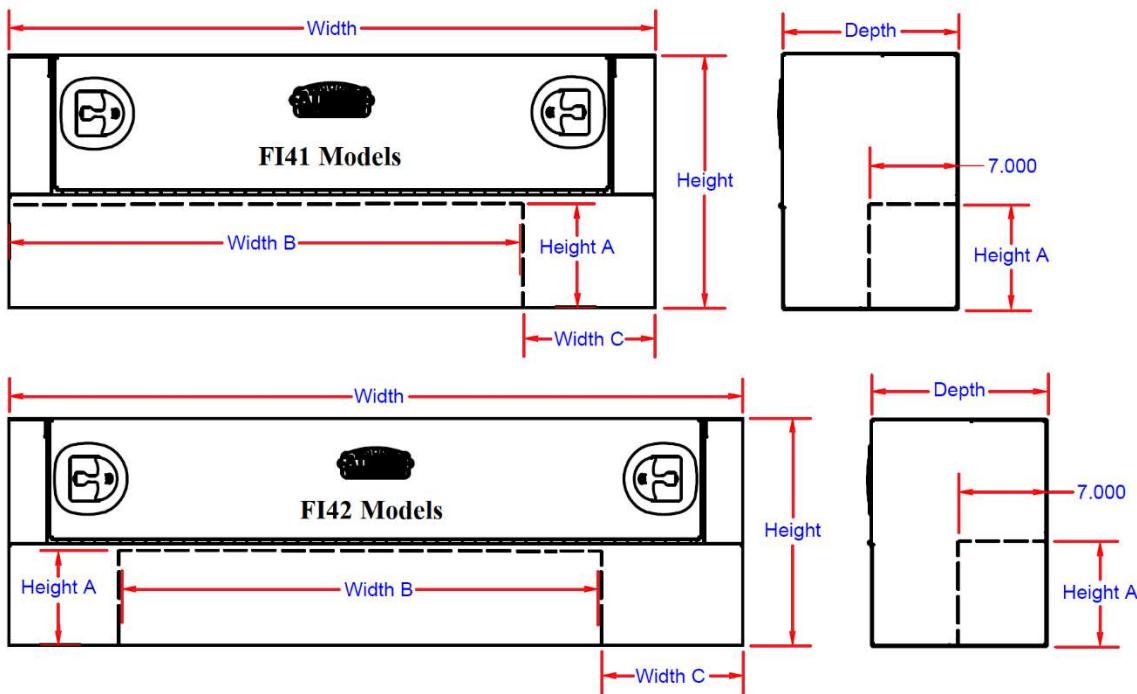 Width
Depth
FI41 Models
Height
7.000
Width B
Height A
Height A
Width C
Width
Depth
FI42 Models
Height
7.000
Height A
Width B
Height A
Width C